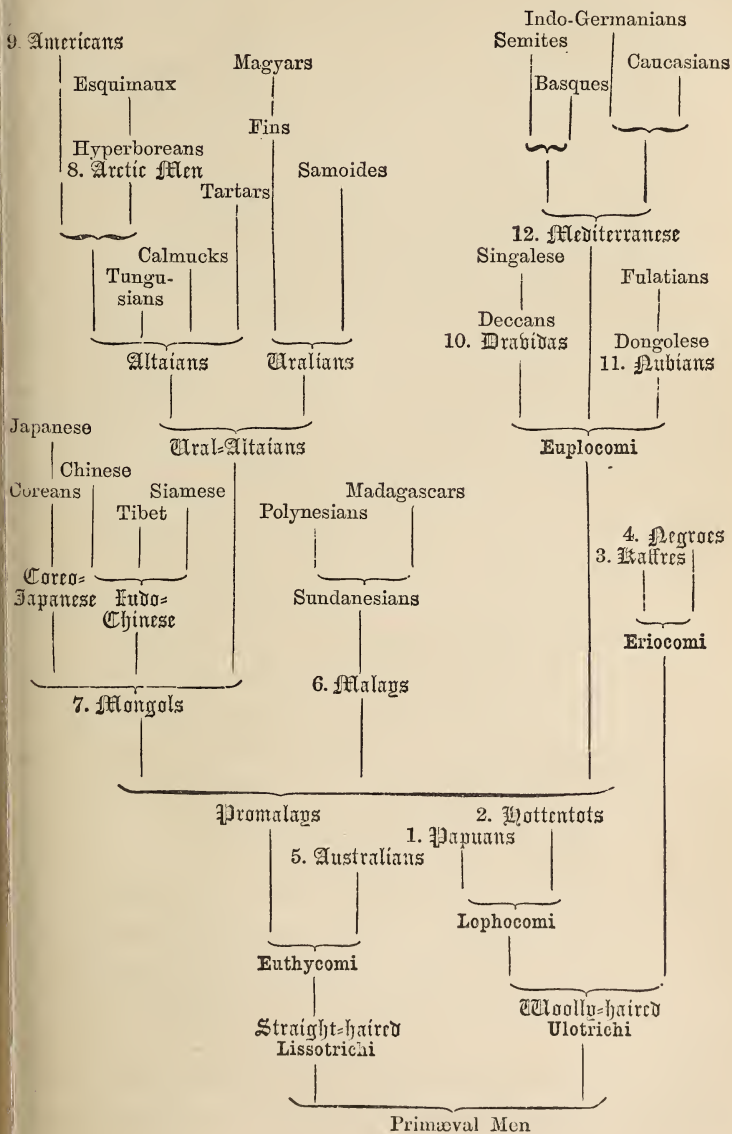 Indo-Germanians
9. Americans
Semites
Magyars
Caucasians
Esquimaux
Basques
Fins
Hyperboreans
8. Arctic Men
Samoides
Tartars
12. Mediterranese
Calmucks
Singalese
Tungu-
sians
Fulatians
Deccans
10. Dravidas
Dongolese
11. Nubians
Altaians
Uralians
Japanese
Ural-Altaians
Euplocomi
Chinese
Coreans
Siamese
Madagascars
Tibet
Polynesians
4. Negroes
3. Kaffres
Coreo-
Japanese
Indo-
Chinese
Sundanesians
Eriocomi
6. Malays
7. Mongols
Promalays
2. Hottentots
1. Papuans
5. Australians
Lophocomi
Euthycomi
Woolly-haired
Ulotrichi
Straight-haired
Lissotrichi
Primæval Men